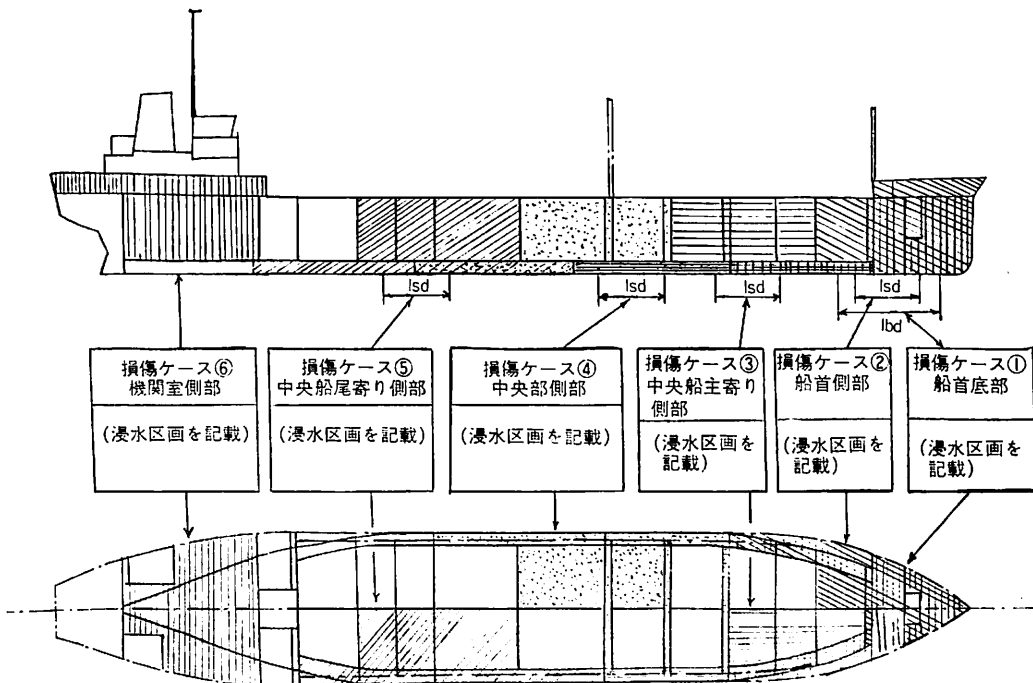 lsd
lsd
lsd
lsd
lbd
損傷ケース⑥
機関室側部
(浸水区画を記載)
損傷ケース⑤
中央船尾寄り側部
(浸水区画を記載)
損傷ケース④
中央部側部
(浸水区画を記載)
損傷ケース③
中央船主寄り
側部
(浸水区画を
記載)
損傷ケース②
船首側部
(浸水区画を
記載)
損傷ケース①
船首底部
(浸水区画を
記載)